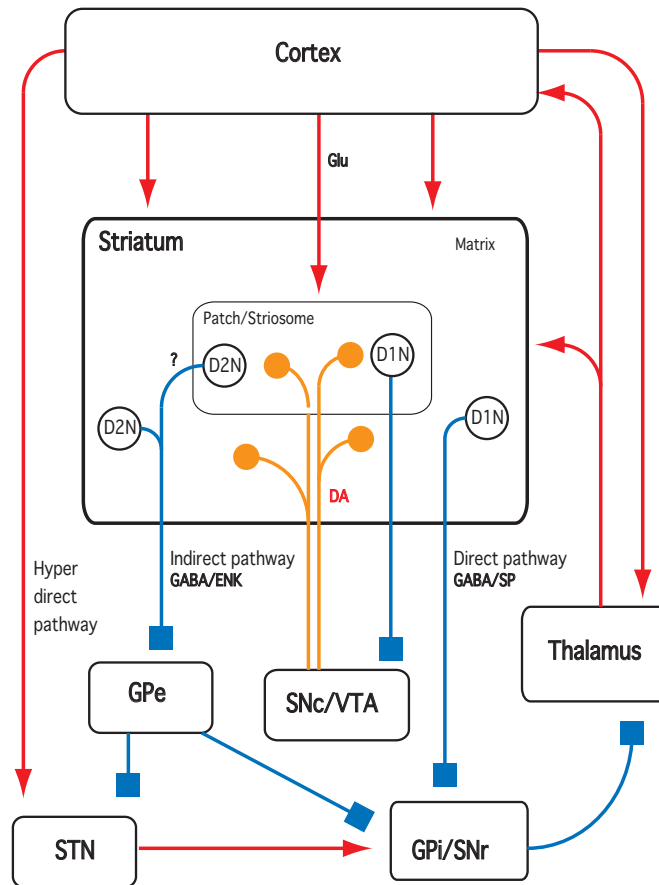 Cortex
Glu
Striatum
Matrix
Patch/Striosome
?
D2N
D1N
D2N
D1N
DA
Hyper
direct
pathway
Indirect pathway
GABA/ENK
Direct pathway
GABA/SP
Thalamus
GPe
SNc/VTA
STN
GPi/SNr